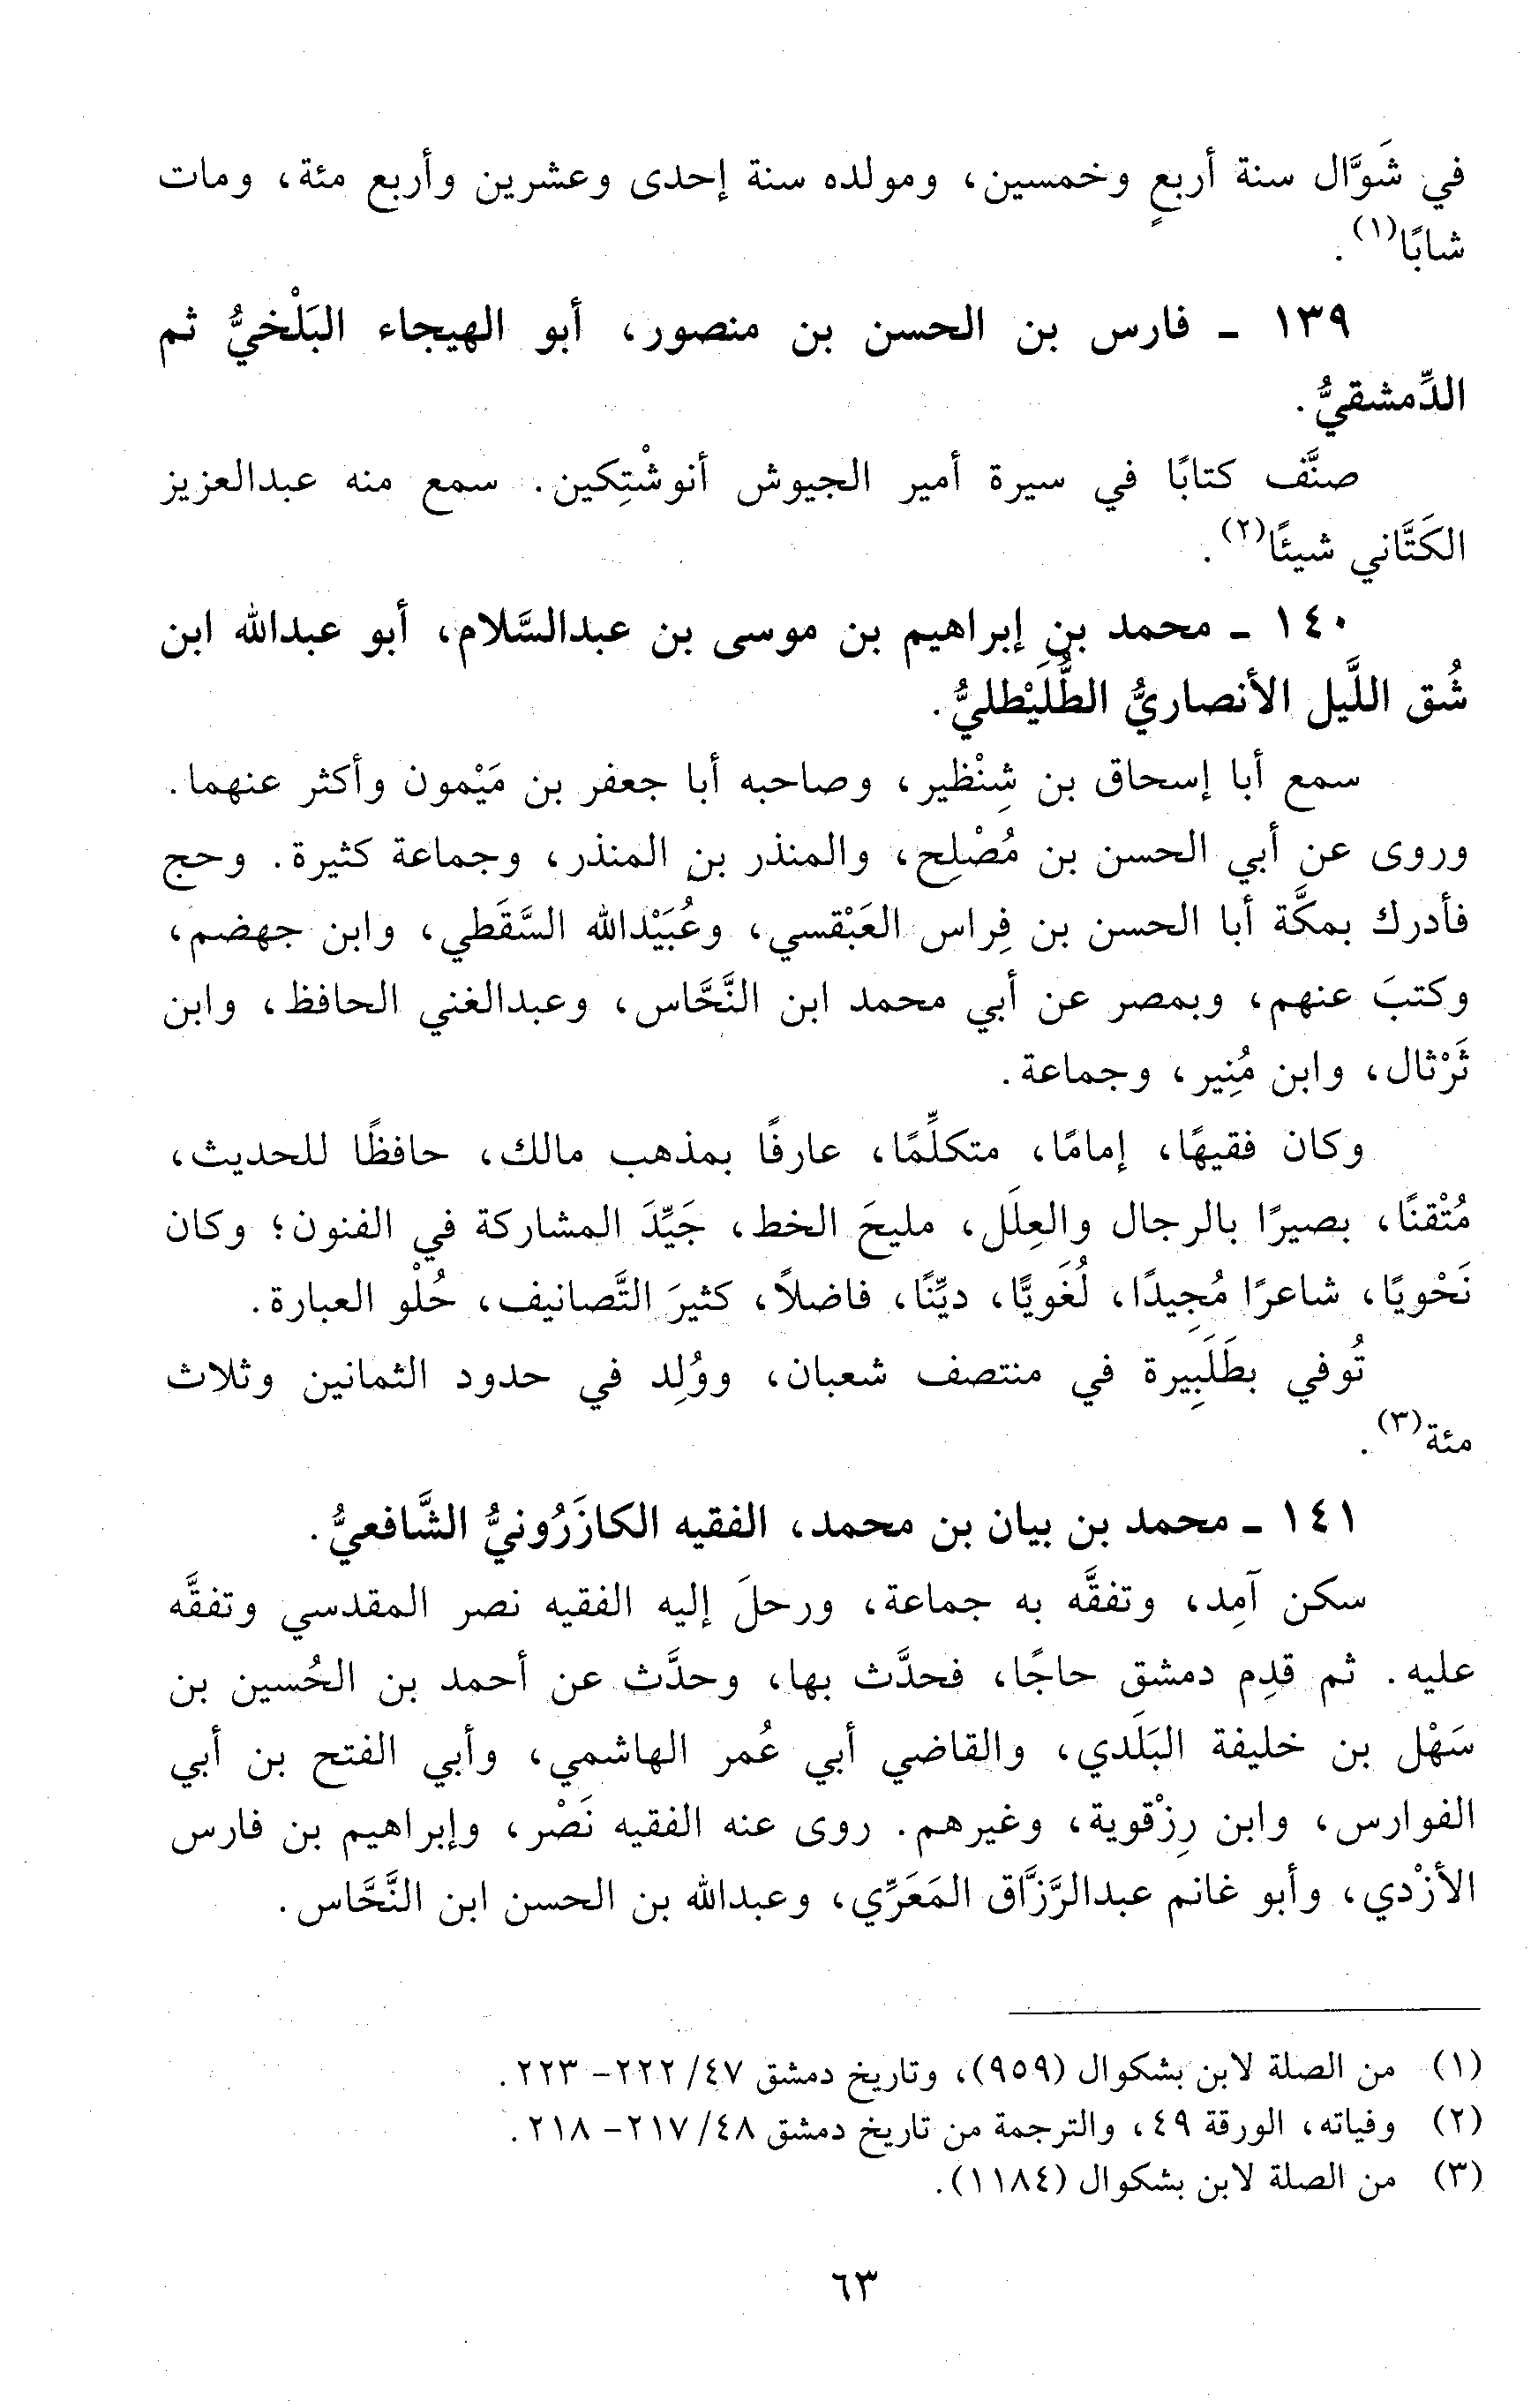 في شَوَّال سنة أربعٍ وخمسين، ومولده سنة إحدى وعشرين وأربع مئة، ومات
شابًا(١).
١٣٩ ـ فارس بن الحسن بن منصور، أبو الهيجاء البَلْخيُّ ثم
الدِّمشقيُّ.
صنَّف كتابًا في سيرة أمير الجيوش أنوشْتِكين. سمع منه عبدالعزيز
الكَتَّاني شيئًا(٢).
١٤٠ ـ محمد بن إبراهيم بن موسى بن عبدالسَّلام، أبو عبدالله ابن
شُق اللَّيل الأنصاريُّ الطُّلَيْطليُّ.
سمع أبا إسحاق بن شِنْظير، وصاحبه أبا جعفر بن مَيْمون وأكثر عنهما.
وروى عن أبي الحسن بن مُصْلِح، والمنذر بن المنذر، وجماعة كثيرة. وحج
فأدرك بمكَّة أبا الحسن بن فِراس العَبْقسي، وعُبَيْدالله السَّقَطي، وابن جهضم،
وكتبَ عنهم، وبمصر عن أبي محمد ابن النَّحَّاس، وعبدالغني الحافظ، وابن
ثَرْثال، وابن مُنِير، وجماعة.
وكان فقيهًا، إمامًا، متكلِّمًا، عارفًا بمذهب مالك، حافظًا للحديث،
مُتْقنًا، بصيرًا بالرجال والعِلَل، مليحَ الخط، جَيِّدَ المشاركة في الفنون؛ وكان
نَحْويًا، شاعرًا مُجِيدًا، لُغَويًّا، ديِّنًا، فاضلاً، كثيرَ التَّصانيف، حُلْو العبارة.
تُوفي بطَلَبِيرة في منتصف شعبان، ووُلِد في حدود الثمانين وثلاث
مئة(٣).
١٤١ ـ محمد بن بيان بن محمد، الفقيه الكازَرُونيُّ الشَّافعيُّ.
سكن آمِد، وتفقَّه به جماعة، ورحلَ إليه الفقيه نصر المقدسي وتفقَّه
عليه. ثم قدِم دمشق حاجًا، فحدَّث بها، وحدَّث عن أحمد بن الحُسين بن
سَهْل بن خليفة البَلَدي، والقاضي أبي عُمر الهاشمي، وأبي الفتح بن أبي
الفوارس، وابن رِزْقوية، وغيرهم. روى عنه الفقيه نَصْر، وإبراهيم بن فارس
الأزْدي، وأبو غانم عبدالرَّزَّاق المَعَرِّي، وعبدالله بن الحسن ابن النَّحَّاس.
(١) من الصلة لابن بشكوال (٩٥٩)، وتاريخ دمشق ٤٧/ ٢٢٢- ٢٢٣.
(٢) وفياته، الورقة ٤٩، والترجمة من تاريخ دمشق ٤٨/ ٢١٧- ٢١٨.
(٣) من الصلة لابن بشكوال (١١٨٤).
٦٣